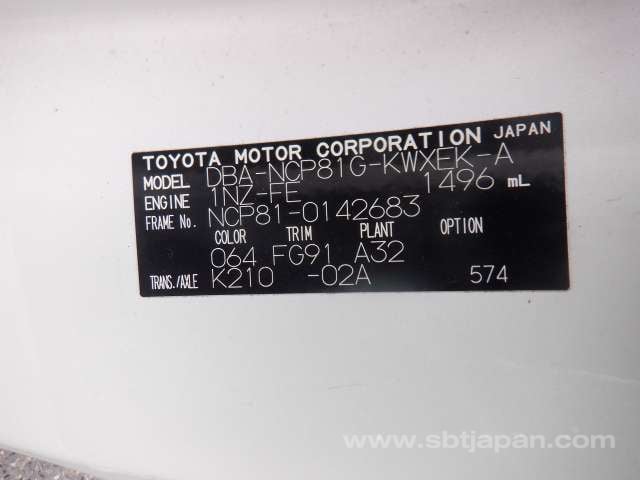 TOYOTA MOTOR CORPORATION JAPAN
MODEL DBA-NCP81G-KWXEK-A
ENGINE 1NZ-FE 1496 mL
FRAME No. NCP81-0142683
COLOR TRIM PLANT OPTION
064 FG91 A32
TRANS./AXLE K210 -02A 574
www.sbtjapan.com